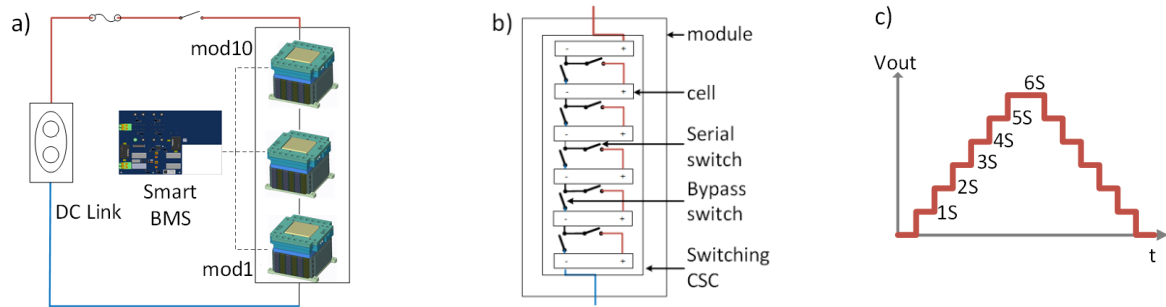 a)
mod10
mod1
Smart
BMS
DC Link
b)
- +
- +
- +
- +
- +
- +
module
cell
Serial
switch
Bypass
switch
Switching
CSC
c)
Vout
6S
5S
4S
3S
2S
1S
t